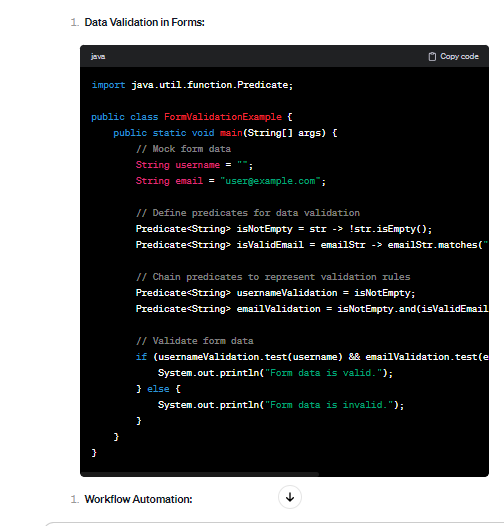 1. Data Validation in Forms:
java
Copy code
import java.util.function.Predicate;
public class FormValidationExample {
public static void main(String[] args) {
// Mock form data
String username = "";
String email = "user@example.com";
// Define predicates for data validation
Predicate<String> isNotEmpty = str -> !str.isEmpty();
Predicate<String> isValidEmail = emailStr -> emailStr.matches("
// Chain predicates to represent validation rules
Predicate<String> usernameValidation = isNotEmpty;
Predicate<String> emailValidation = isNotEmpty.and(isValidEmail
// Validate form data
if (usernameValidation.test(username) && emailValidation.test(e
System.out.println("Form data is valid.");
} else {
System.out.println("Form data is invalid.");
}
}
}
1. Workflow Automation: